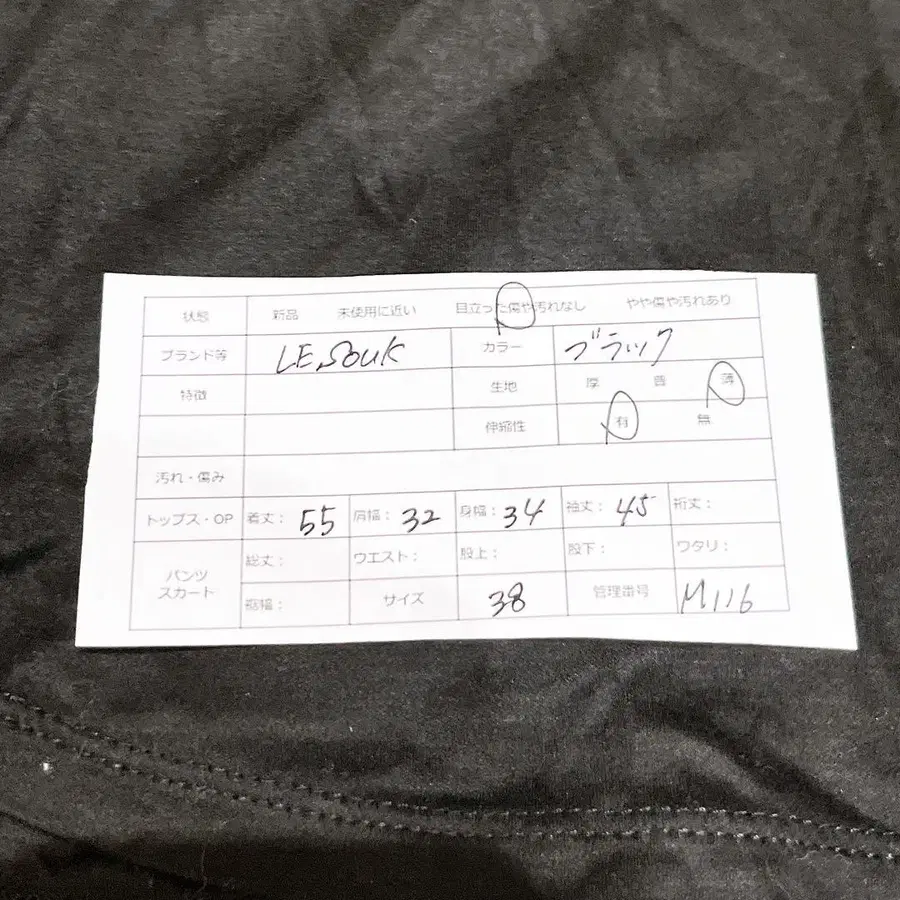 状態 新品 未使用に近い 目立った傷や汚れなし やや傷や汚れあり
ブランド等 LE SOUK カラー ブラック
特徴 生地 厚 普 薄
伸縮性 有 無
汚れ・傷み
トップス・OP 着丈： 55 肩幅： 32 身幅： 34 袖丈： 45 裄丈：
パンツ スカート 総丈： ウエスト： 股上： 股下： ワタリ：
裾幅： サイズ 38 管理番号 M116